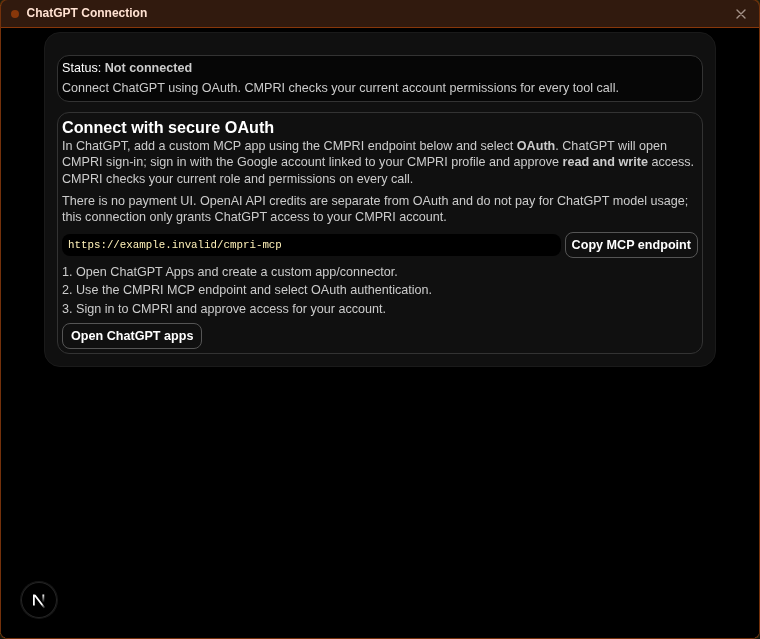 ChatGPT Connection
Status: Not connected
Connect ChatGPT using OAuth. CMPRI checks your current account permissions for every tool call.
Connect with secure OAuth
In ChatGPT, add a custom MCP app using the CMPRI endpoint below and select OAuth. ChatGPT will open
CMPRI sign-in; sign in with the Google account linked to your CMPRI profile and approve read and write access.
CMPRI checks your current role and permissions on every call.
There is no payment UI. OpenAI API credits are separate from OAuth and do not pay for ChatGPT model usage;
this connection only grants ChatGPT access to your CMPRI account.
https://example.invalid/cmpri-mcp
Copy MCP endpoint
1. Open ChatGPT Apps and create a custom app/connector.
2. Use the CMPRI MCP endpoint and select OAuth authentication.
3. Sign in to CMPRI and approve access for your account.
Open ChatGPT apps
N